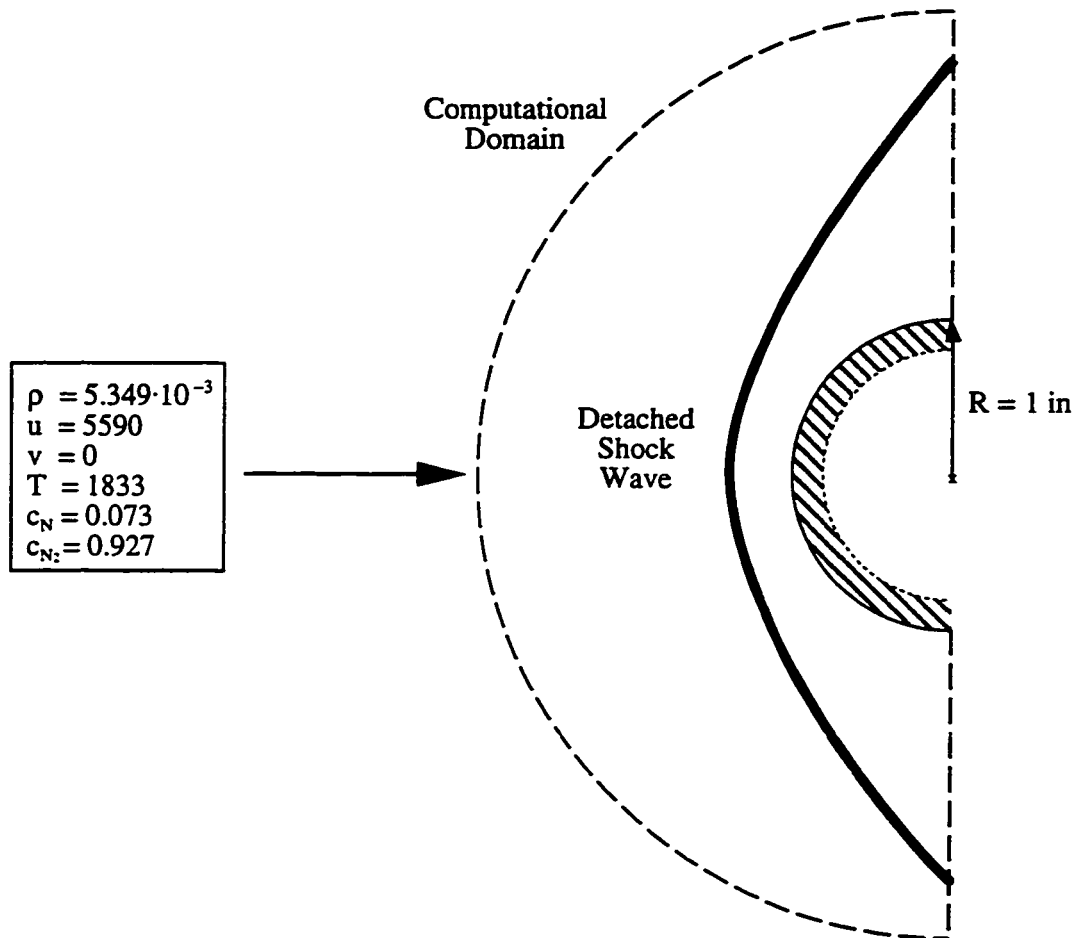 Computational
Domain
ρ = 5.349·10⁻³
u = 5590
v = 0
T = 1833
c_N = 0.073
c_N₂ = 0.927
Detached
Shock
Wave
R = 1 in